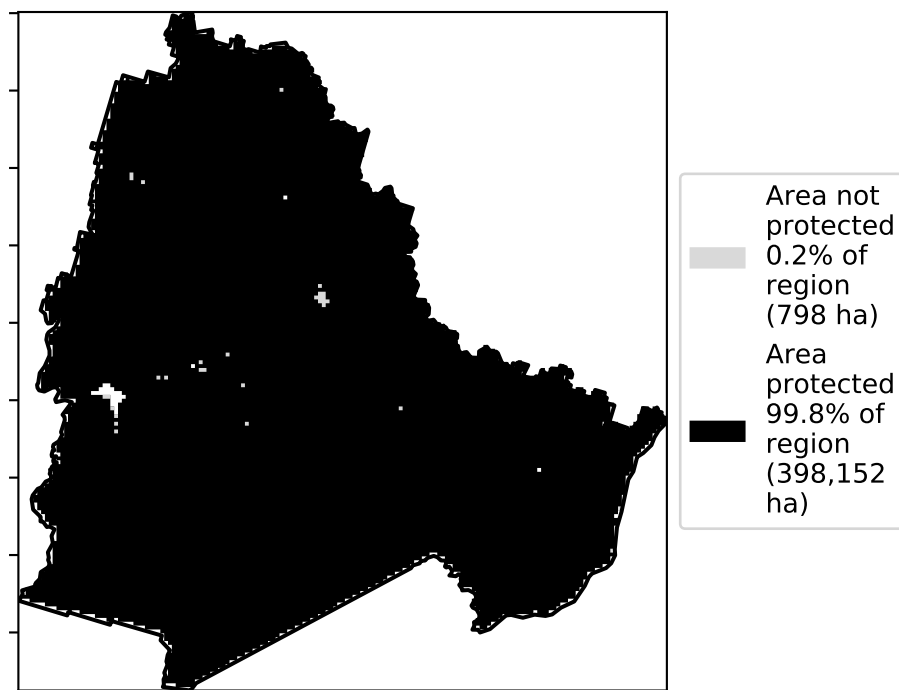 Area not
protected
0.2% of
region
(798 ha)
Area
protected
99.8% of
region
(398,152
ha)